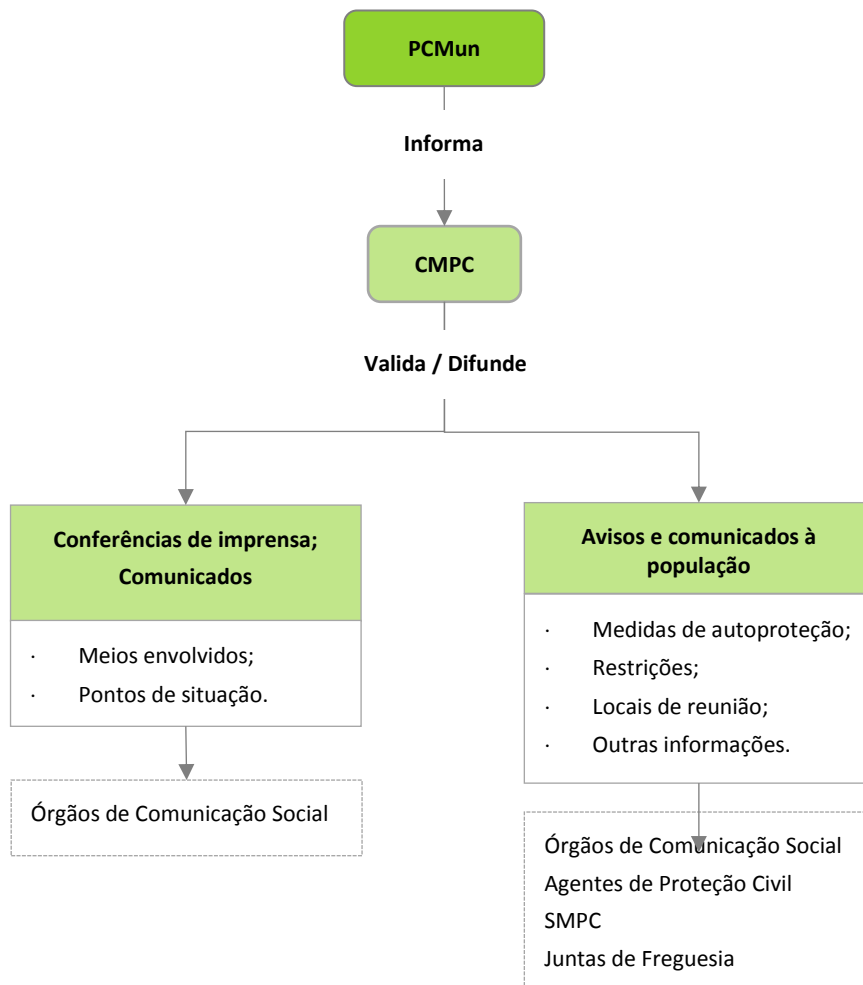 PCMun
Informa
CMPC
Valida / Difunde
Conferências de imprensa;
Comunicados
· Meios envolvidos;
· Pontos de situação.
Órgãos de Comunicação Social
Avisos e comunicados à
população
· Medidas de autoproteção;
· Restrições;
· Locais de reunião;
· Outras informações.
Órgãos de Comunicação Social
Agentes de Proteção Civil
SMPC
Juntas de Freguesia